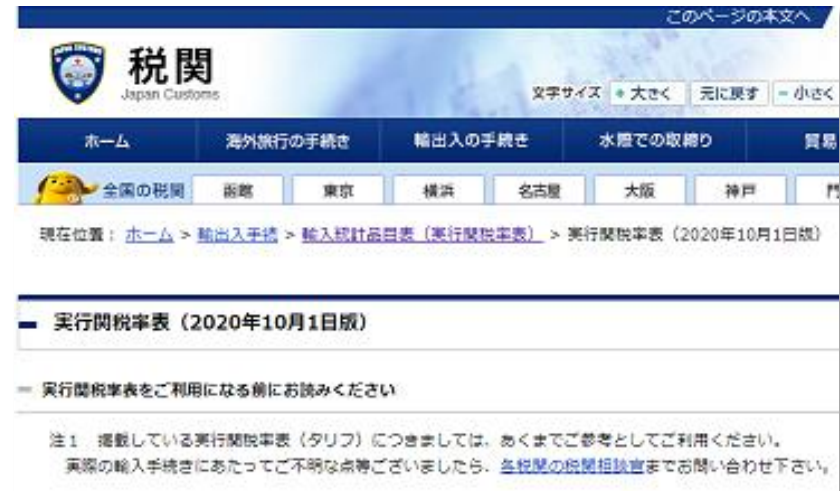 このページの本文へ
税関
Japan Customs
文字サイズ 大きく 元に戻す 小さく
ホーム 海外旅行の手続き 輸出入の手続き 水際での取締り 貿易
全国の税関 函館 東京 横浜 名古屋 大阪 神戸 門
現在位置： ホーム > 輸出入手続 > 輸入統計品目表（実行関税率表） > 実行関税率表（2020年10月1日版）
実行関税率表（2020年10月1日版）
実行関税率表をご利用になる前にお読みください
注1 掲載している実行関税率表（タリフ）につきましては、あくまでご参考としてご利用ください。
実際の輸入手続きにあたってご不明な点等ございましたら、各税関の税関相談官までお問い合わせ下さい。